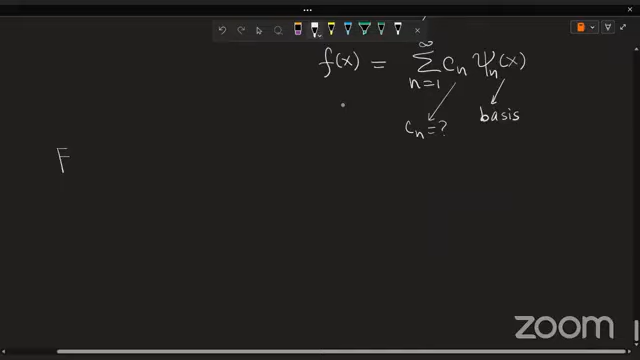 f(x) = ∞ Σ n=1 cₙ ψₙ(x)
cₙ = ?
basis
F
zoom